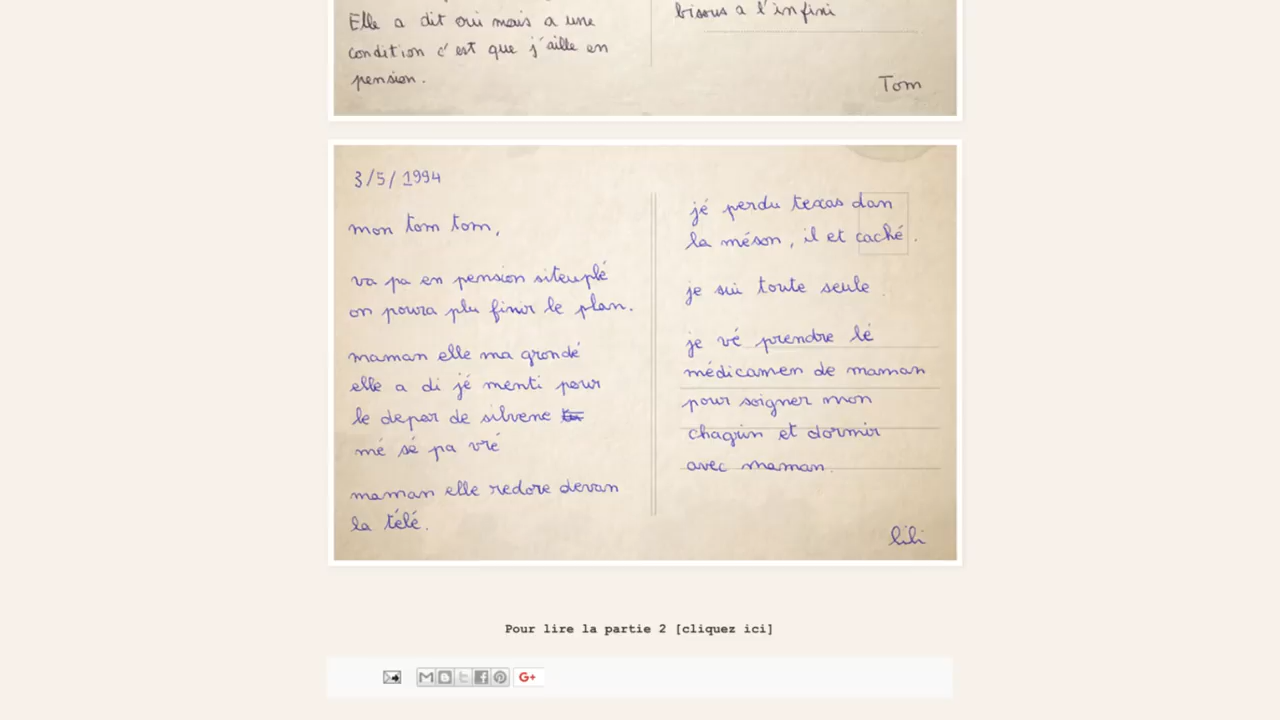 Elle a dit oui mais a une
condition c'est que j'aille en
pension.
bisous a l'infini
Tom
3/5/1994
mon tom tom,
va pa en pension siteuplé
on poura plu finir le plan.
maman elle ma grondé
elle a di jé menti pour
le depar de silvene
mé sé pa vré
maman elle redore devan
la télé.
jé perdu texas dan
la méson, il et caché.
je sui toute seule
je vé prendre lé
médicamen de maman
pour soigner mon
chagrin et dormir
avec maman.
lili
Pour lire la partie 2 [cliquez ici]
G+